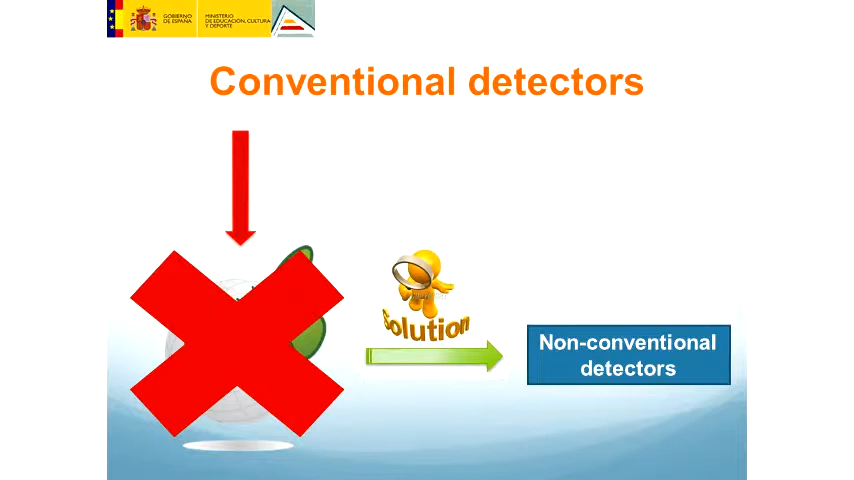 GOBIERNO
DE ESPAÑA
MINISTERIO
DE EDUCACIÓN, CULTURA
Y DEPORTE
Conventional detectors
Solution
Non-conventional
detectors